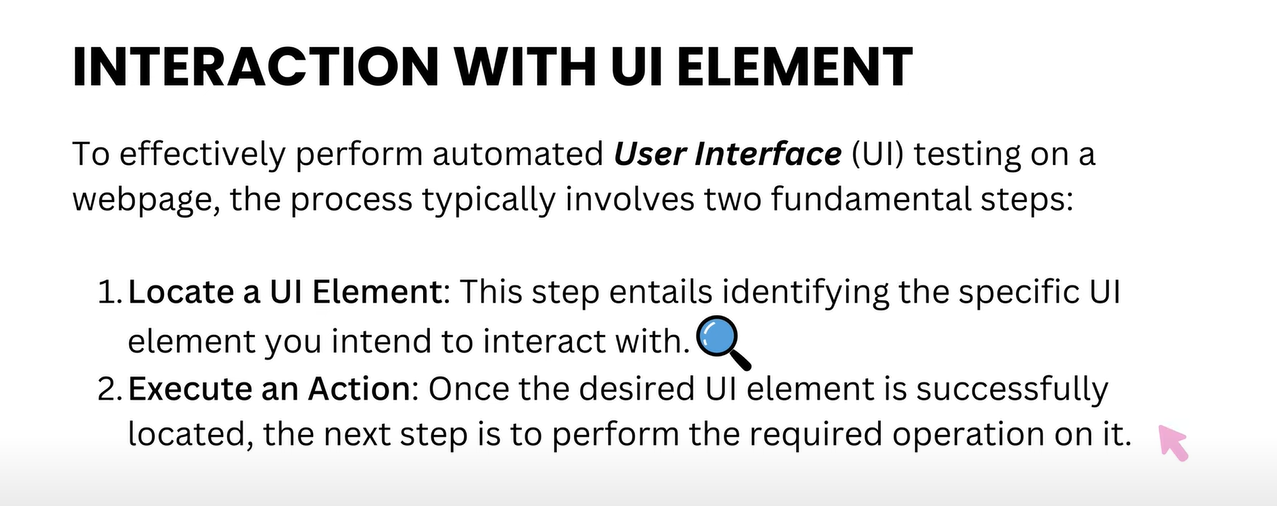 INTERACTION WITH UI ELEMENT
To effectively perform automated User Interface (UI) testing on a
webpage, the process typically involves two fundamental steps:
1. Locate a UI Element: This step entails identifying the specific UI
element you intend to interact with.
2. Execute an Action: Once the desired UI element is successfully
located, the next step is to perform the required operation on it.